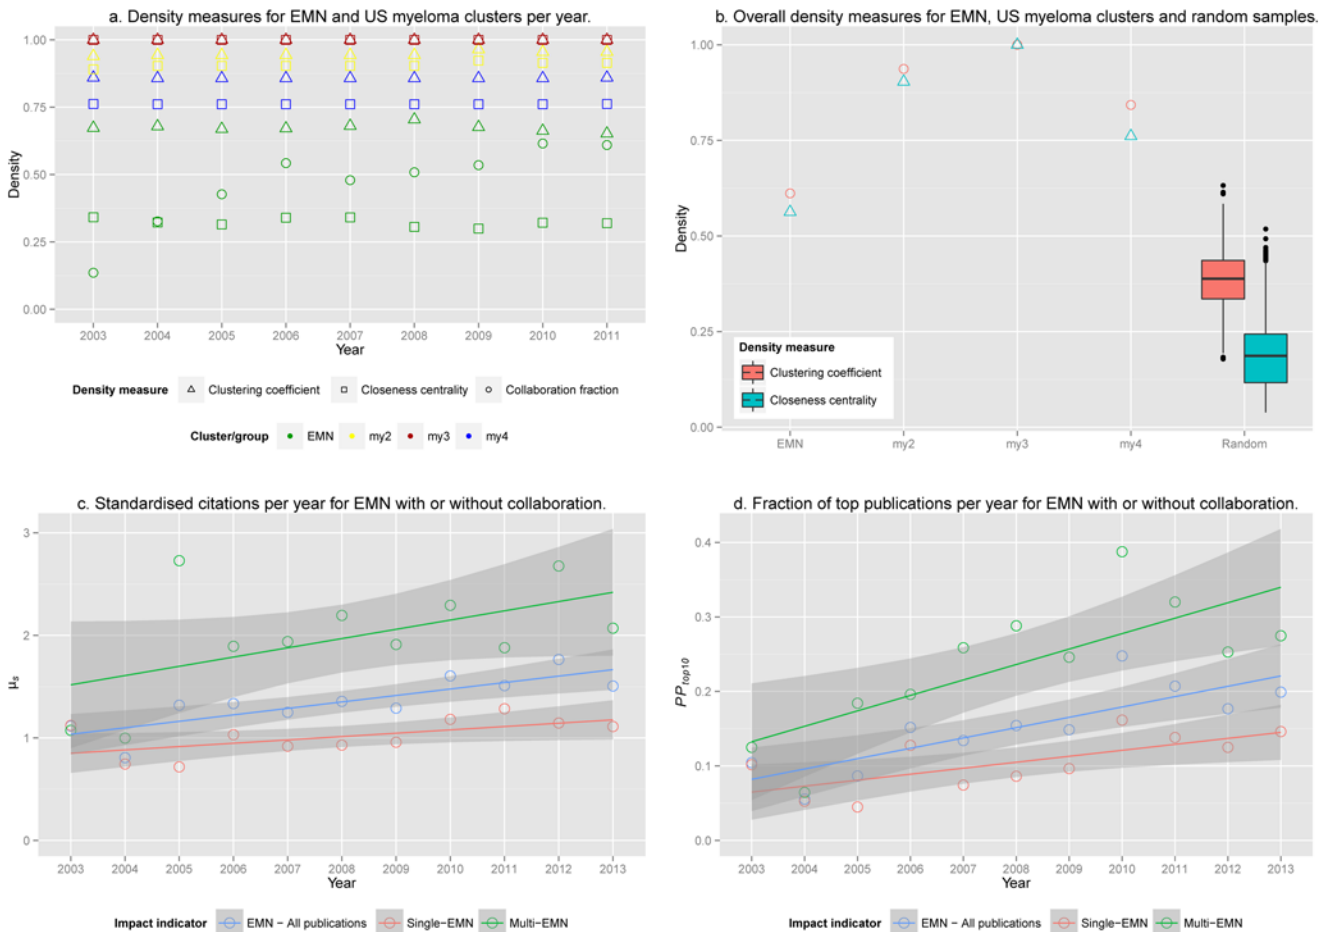 a. Density measures for EMN and US myeloma clusters per year.
1.00
0.75
0.50
0.25
0.00
Density
2003 2004 2005 2006 2007 2008 2009 2010 2011
Year
Density measure Clustering coefficient Closeness centrality Collaboration fraction
Cluster/group EMN my2 my3 my4
b. Overall density measures for EMN, US myeloma clusters and random samples.
1.00
0.75
0.50
0.25
0.00
Density
Density measure
Clustering coefficient
Closeness centrality
EMN my2 my3 my4 Random
c. Standardised citations per year for EMN with or without collaboration.
3
2
1
0
μs
2003 2004 2005 2006 2007 2008 2009 2010 2011 2012 2013
Year
Impact indicator EMN − All publications Single−EMN Multi−EMN
d. Fraction of top publications per year for EMN with or without collaboration.
0.4
0.3
0.2
0.1
0.0
PPtop10
2003 2004 2005 2006 2007 2008 2009 2010 2011 2012 2013
Year
Impact indicator EMN − All publications Single−EMN Multi−EMN